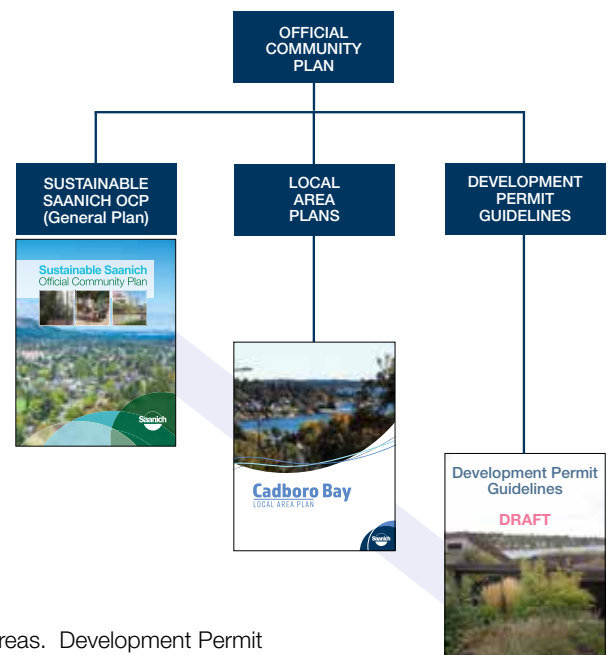 OFFICIAL
COMMUNITY
PLAN
SUSTAINABLE
SAANICH OCP
(General Plan)
LOCAL
AREA
PLANS
DEVELOPMENT
PERMIT
GUIDELINES
Sustainable Saanich
Official Community Plan
Saanich
Cadboro Bay
LOCAL AREA PLAN
Saanich
Development Permit
Guidelines
DRAFT
reas. Development Permit